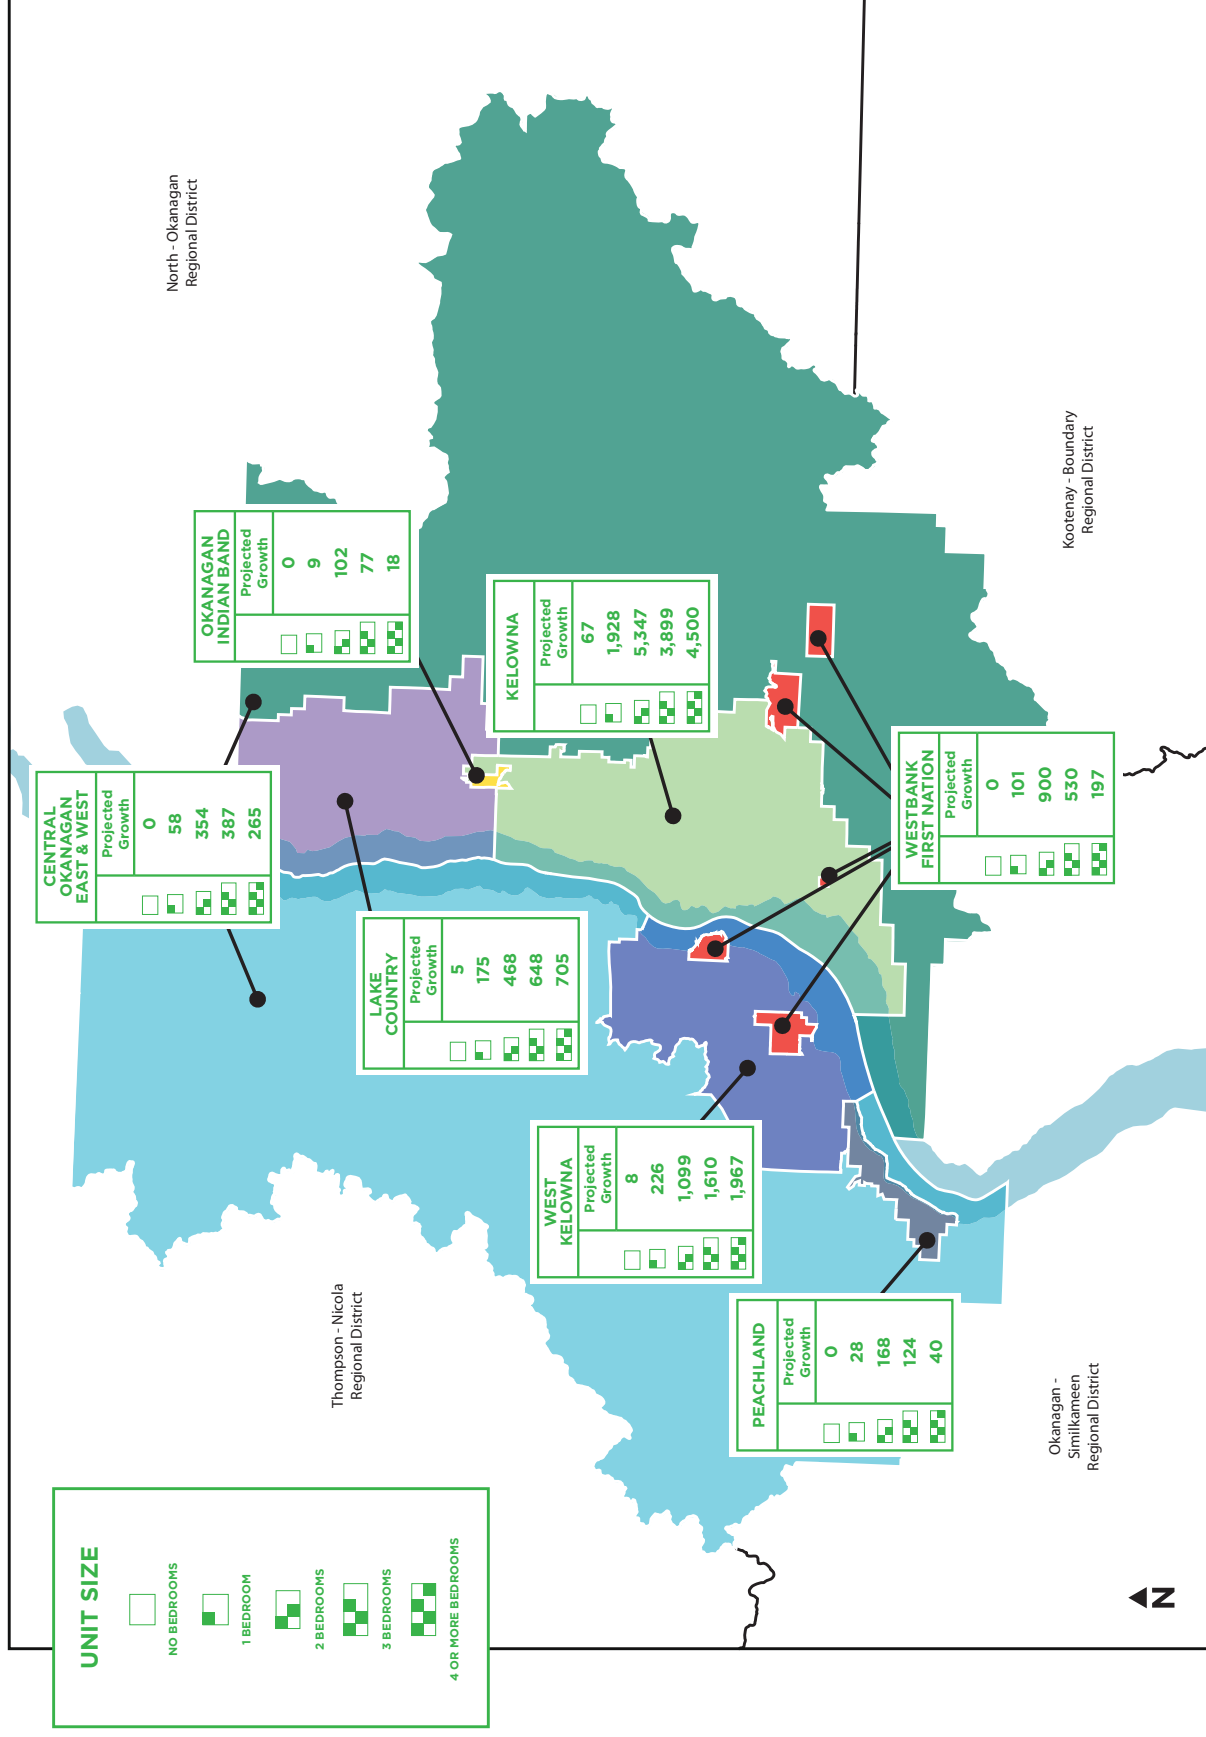 UNIT SIZE
NO BEDROOMS
1 BEDROOM
2 BEDROOMS
3 BEDROOMS
4 OR MORE BEDROOMS
Thompson - Nicola
Regional District
North - Okanagan
Regional District
Okanagan -
Similkameen
Regional District
Kootenay - Boundary
Regional District
CENTRAL
OKANAGAN
EAST & WEST
Projected
Growth
0
58
354
387
265
OKANAGAN
INDIAN BAND
Projected
Growth
0
9
102
77
18
LAKE
COUNTRY
Projected
Growth
5
175
468
648
705
KELOWNA
Projected
Growth
67
1,928
5,347
3,899
4,500
WEST
KELOWNA
Projected
Growth
8
226
1,099
1,610
1,967
PEACHLAND
Projected
Growth
0
28
168
124
40
WESTBANK
FIRST NATION
Projected
Growth
0
101
900
530
197
N